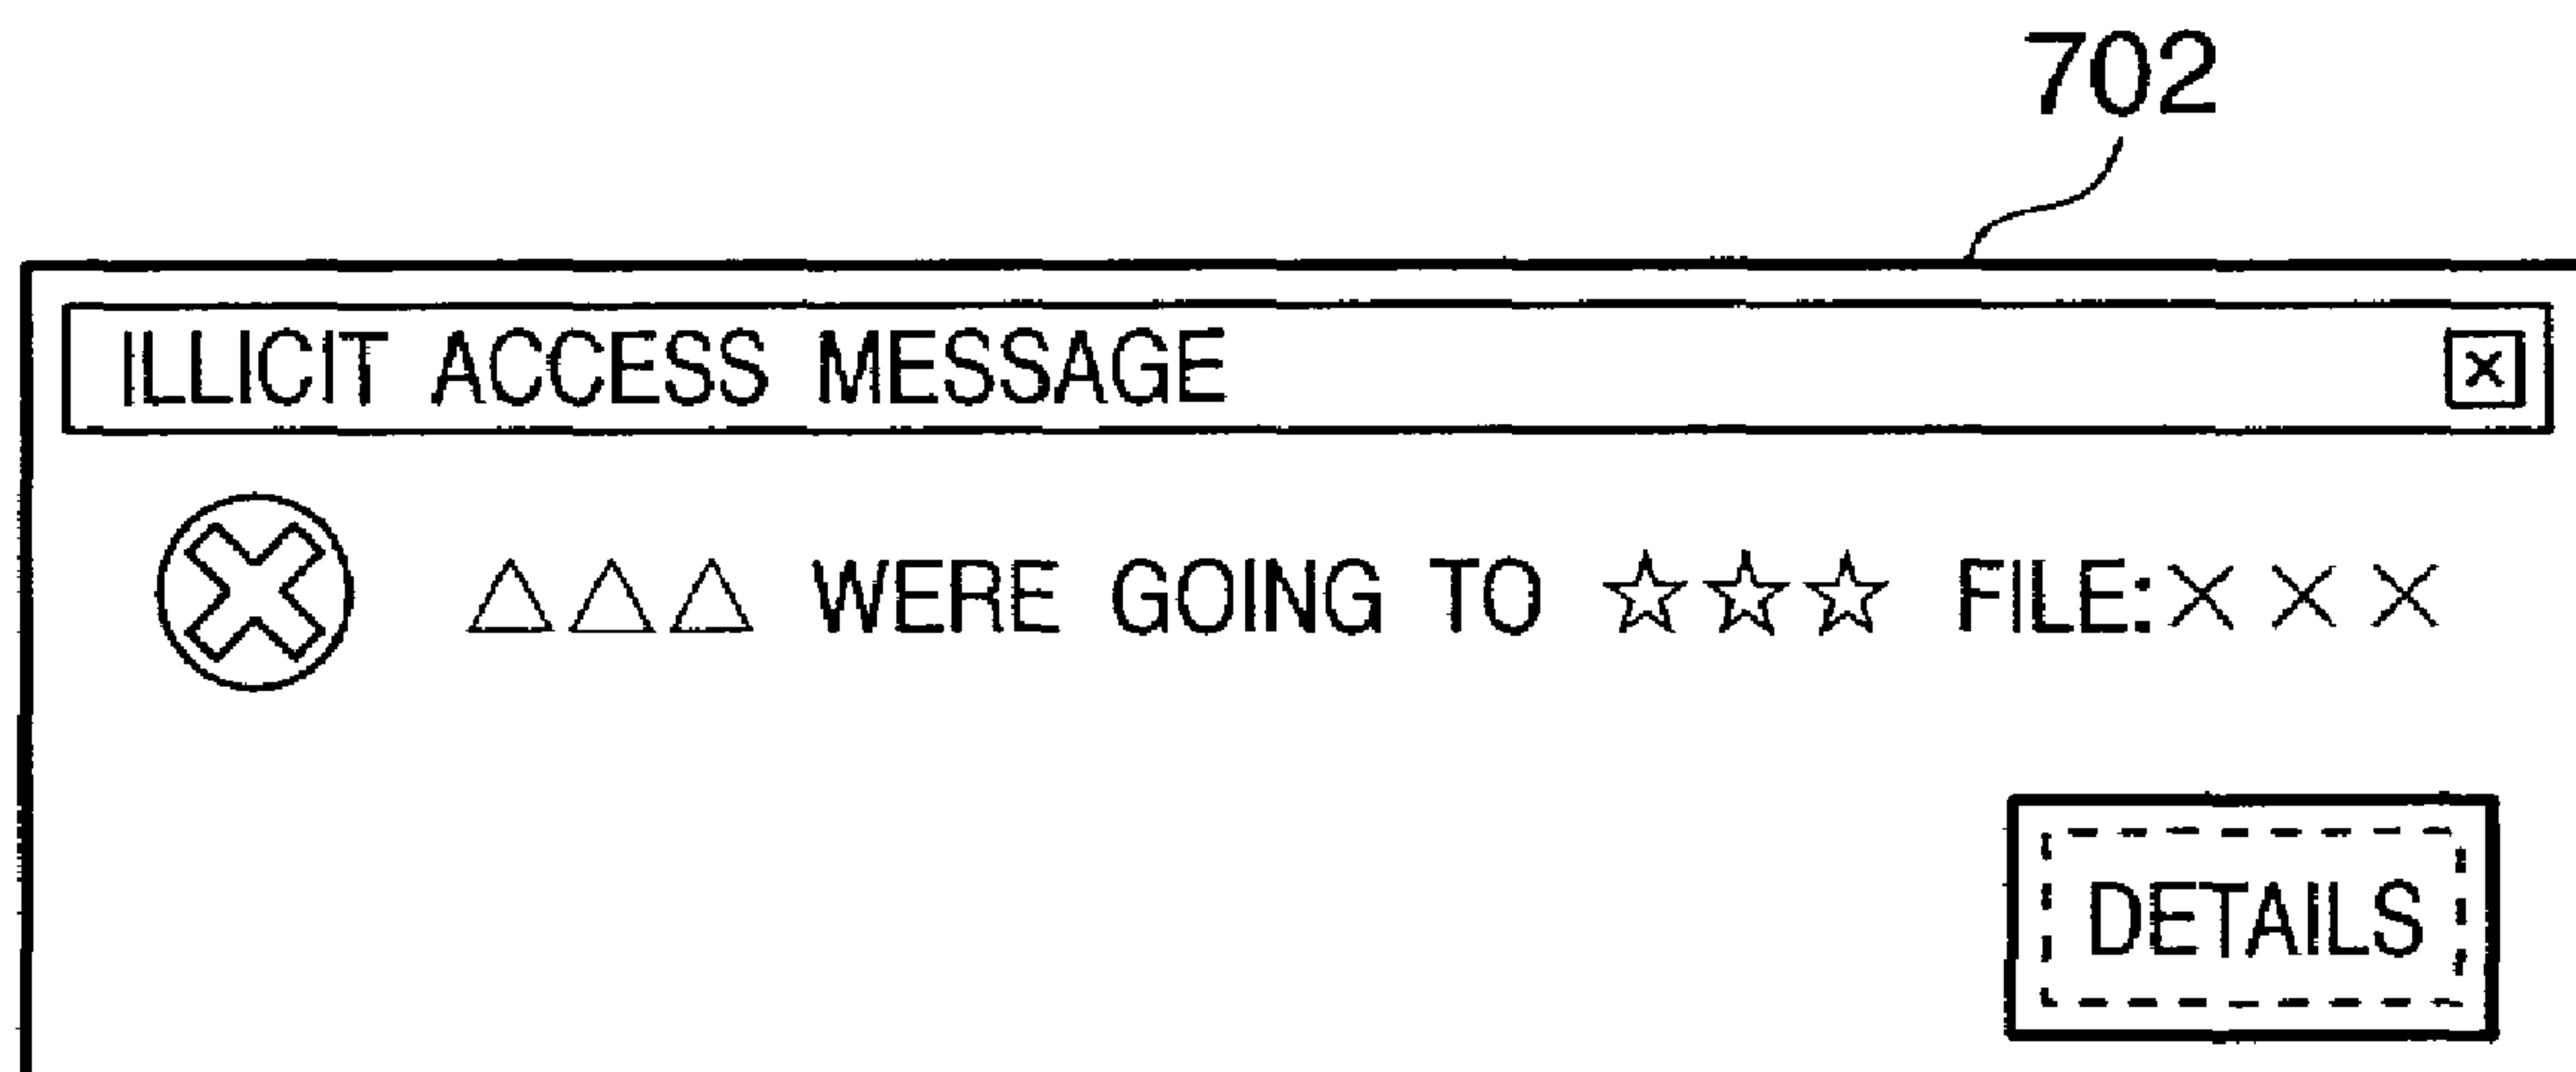 702
ILLICIT ACCESS MESSAGE
△△△ WERE GOING TO ☆☆☆ FILE:×××
DETAILS